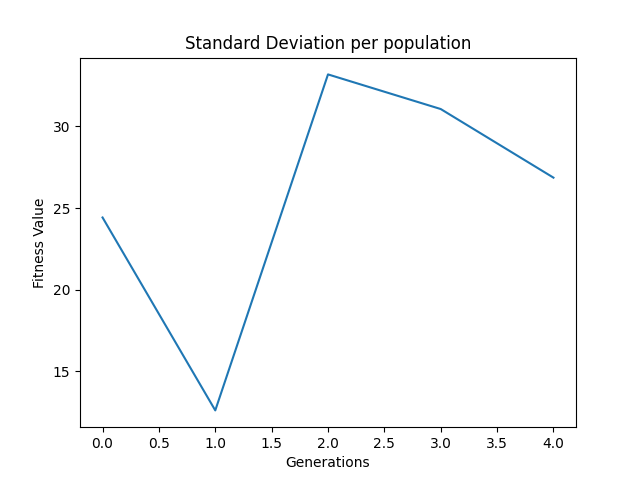 Standard Deviation per population
Fitness Value
30
25
20
15
0.0 0.5 1.0 1.5 2.0 2.5 3.0 3.5 4.0
Generations